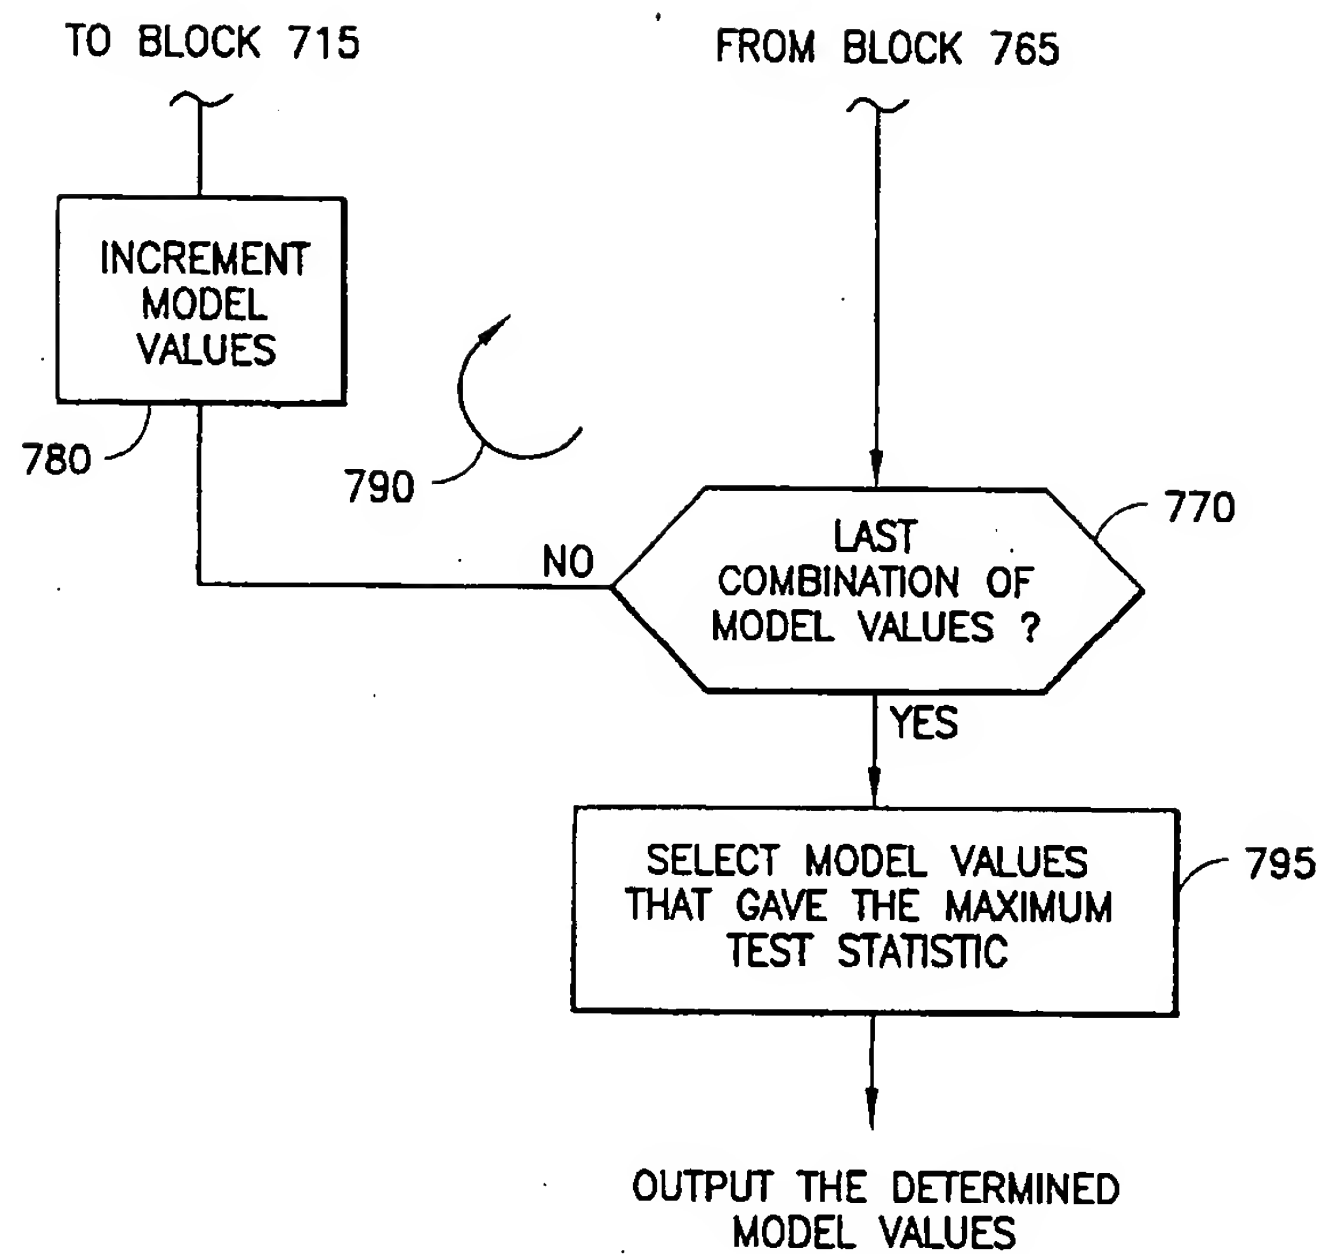 TO BLOCK 715
FROM BLOCK 765
INCREMENT
MODEL
VALUES
780
790
770
NO
LAST
COMBINATION OF
MODEL VALUES ?
YES
SELECT MODEL VALUES
THAT GAVE THE MAXIMUM
TEST STATISTIC
795
OUTPUT THE DETERMINED
MODEL VALUES